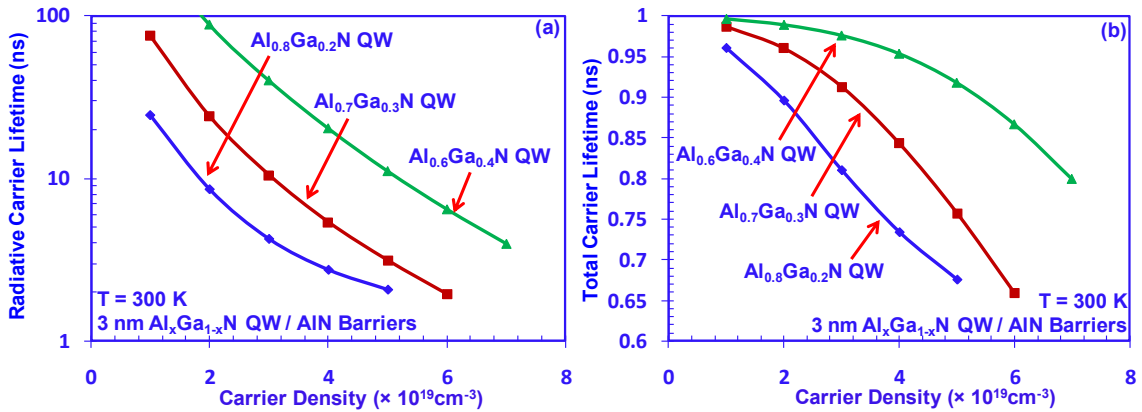 (a)
Radiative Carrier Lifetime (ns)
100
10
1
Al0.8Ga0.2N QW
Al0.7Ga0.3N QW
Al0.6Ga0.4N QW
T = 300 K
3 nm AlxGa1-xN QW / AlN Barriers
0 2 4 6 8
Carrier Density (× 10^19cm^-3)
(b)
Total Carrier Lifetime (ns)
1
0.95
0.9
0.85
0.8
0.75
0.7
0.65
0.6
Al0.6Ga0.4N QW
Al0.7Ga0.3N QW
Al0.8Ga0.2N QW
T = 300 K
3 nm AlxGa1-xN QW / AlN Barriers
0 2 4 6 8
Carrier Density (× 10^19cm^-3)